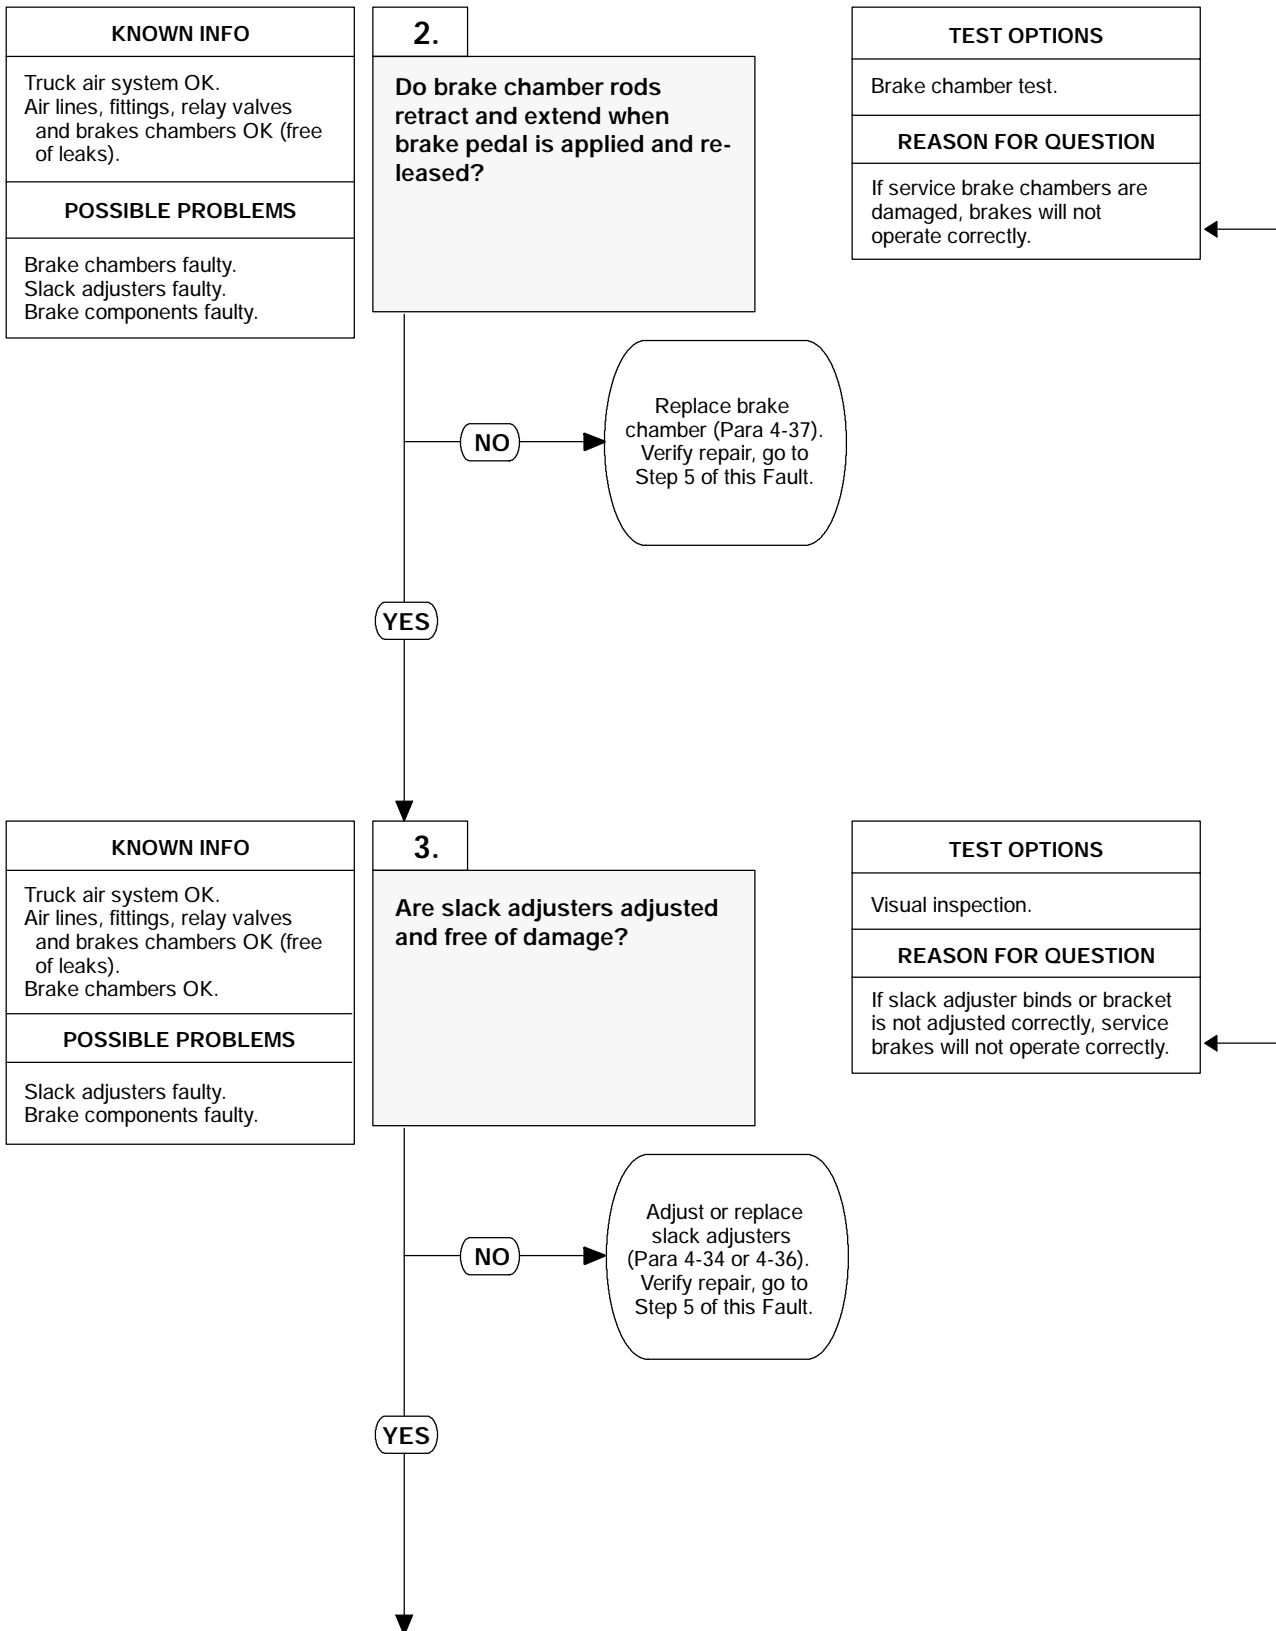 KNOWN INFO
Truck air system OK.
Air lines, fittings, relay valves
and brakes chambers OK (free
of leaks).
POSSIBLE PROBLEMS
Brake chambers faulty.
Slack adjusters faulty.
Brake components faulty.
2.
Do brake chamber rods
retract and extend when
brake pedal is applied and re-
leased?
TEST OPTIONS
Brake chamber test.
REASON FOR QUESTION
If service brake chambers are
damaged, brakes will not
operate correctly.
NO
Replace brake
chamber (Para 4-37).
Verify repair, go to
Step 5 of this Fault.
YES
KNOWN INFO
Truck air system OK.
Air lines, fittings, relay valves
and brakes chambers OK (free
of leaks).
Brake chambers OK.
POSSIBLE PROBLEMS
Slack adjusters faulty.
Brake components faulty.
3.
Are slack adjusters adjusted
and free of damage?
TEST OPTIONS
Visual inspection.
REASON FOR QUESTION
If slack adjuster binds or bracket
is not adjusted correctly, service
brakes will not operate correctly.
NO
Adjust or replace
slack adjusters
(Para 4-34 or 4-36).
Verify repair, go to
Step 5 of this Fault.
YES